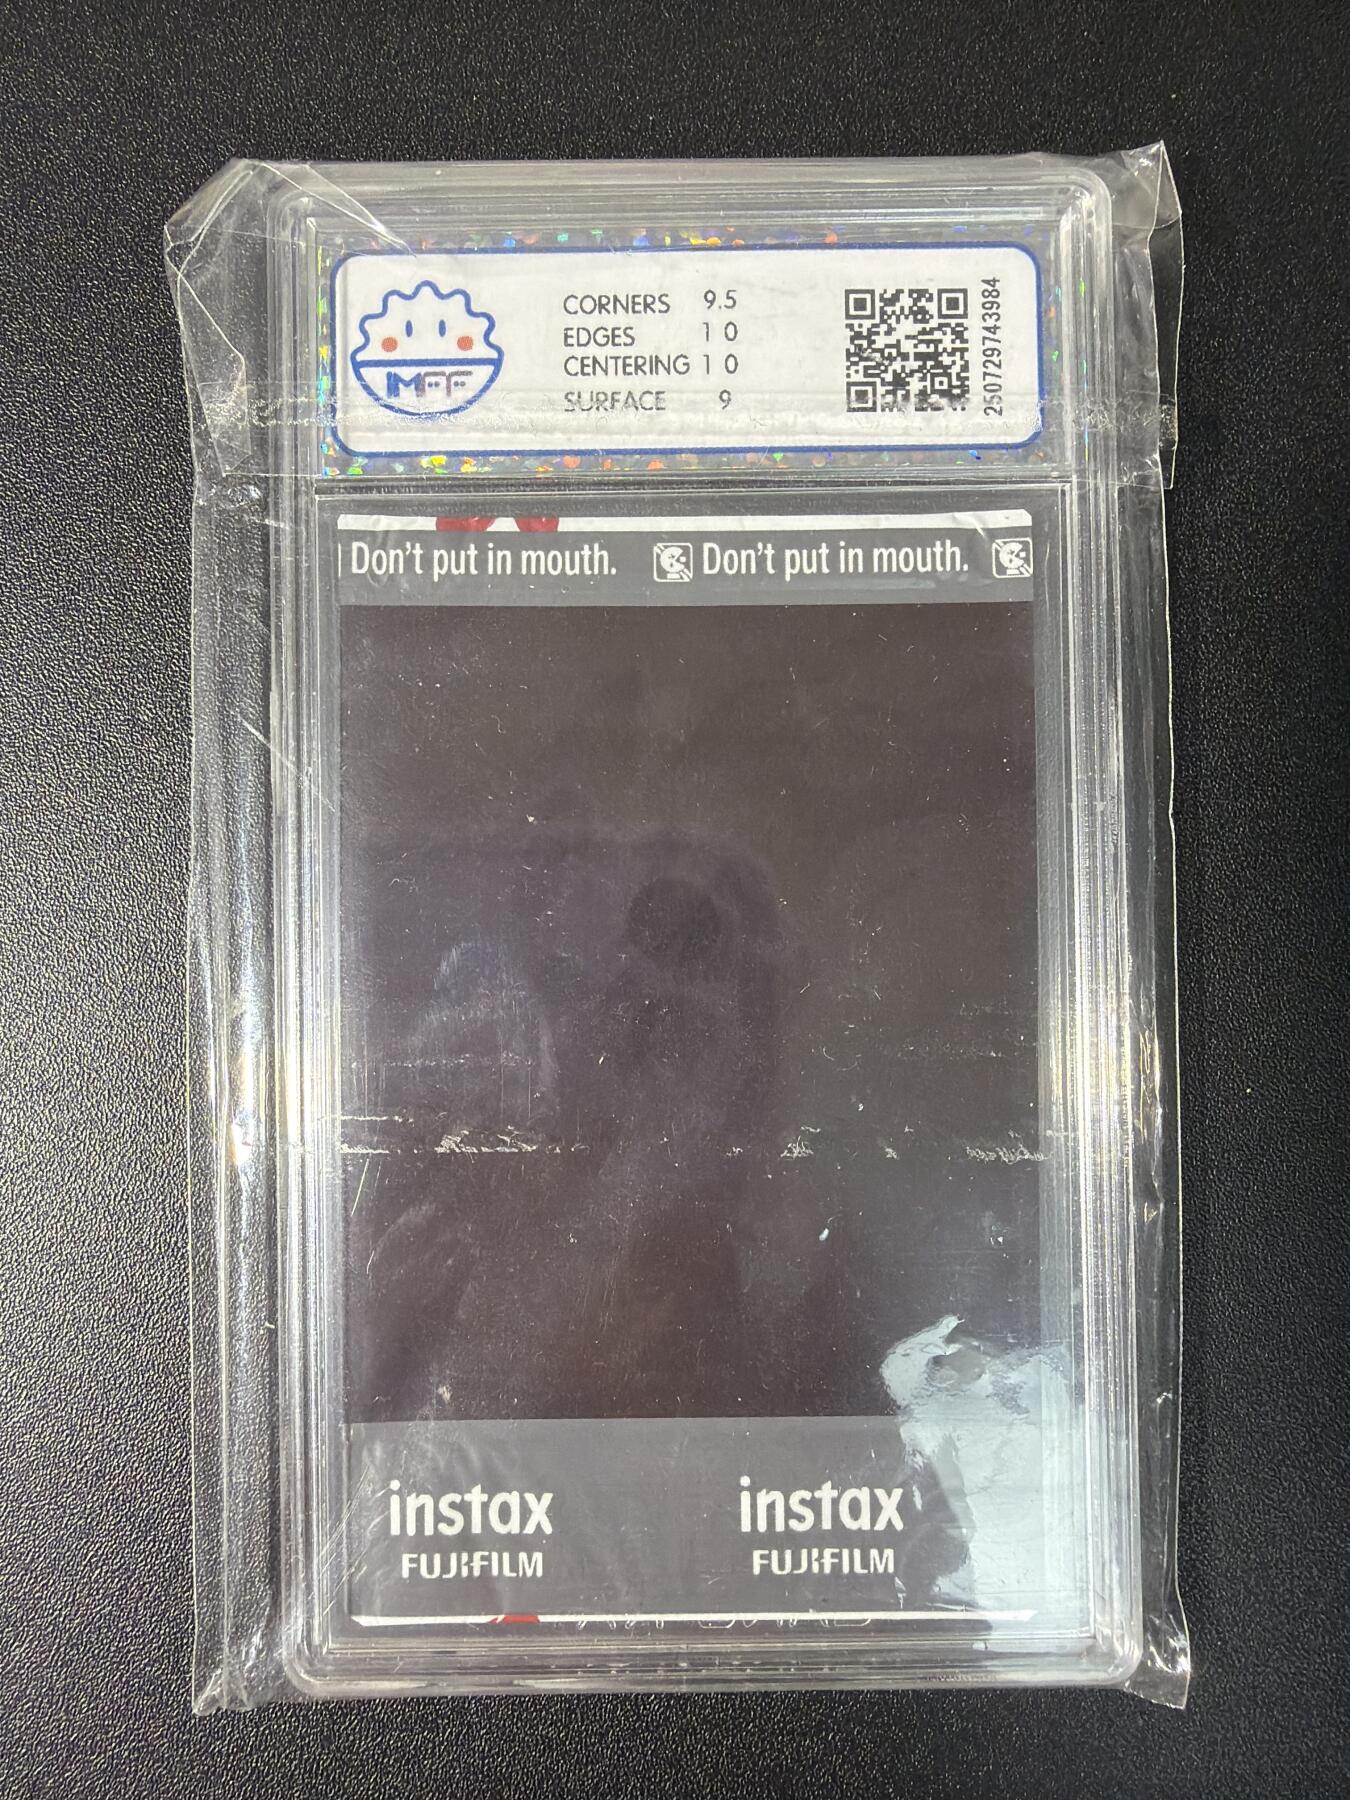 IMFF
CORNERS 9.5
EDGES 10
CENTERING 10
SURFACE 9
250729743984
Don't put in mouth. Don't put in mouth.
instax instax
FUJIFILM FUJIFILM